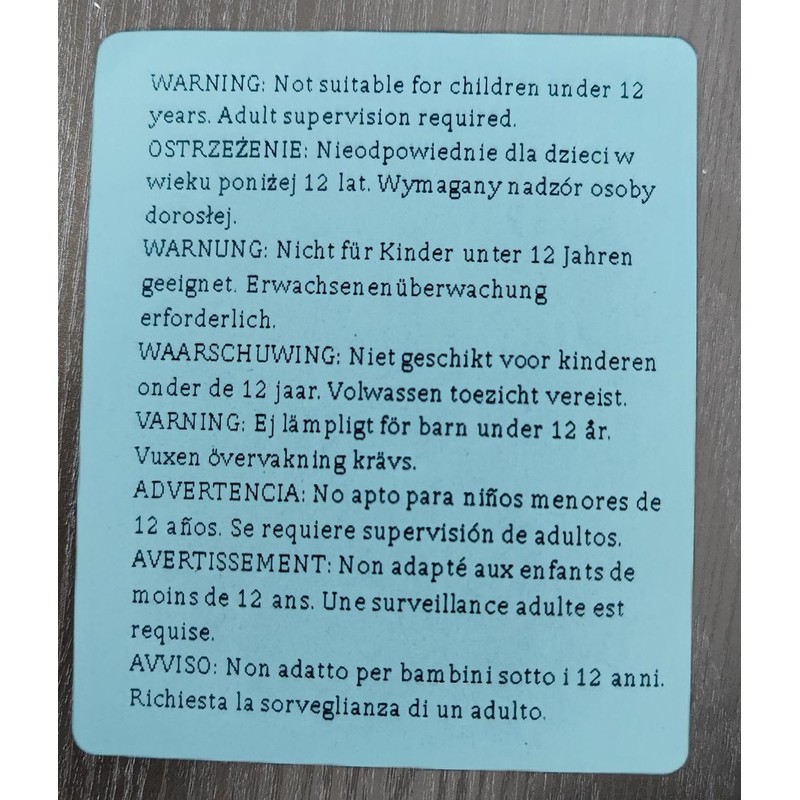 WARNING: Not suitable for children under 12
years. Adult supervision required.
OSTRZEŻENIE: Nieodpowiednie dla dzieci w
wieku poniżej 12 lat. Wymagany nadzór osoby
dorosłej.
WARNUNG: Nicht für Kinder unter 12 Jahren
geeignet. Erwachsenenüberwachung
erforderlich.
WAARSCHUWING: Niet geschikt voor kinderen
onder de 12 jaar. Volwassen toezicht vereist.
VARNING: Ej lämpligt för barn under 12 år.
Vuxen övervakning krävs.
ADVERTENCIA: No apto para niños menores de
12 años. Se requiere supervisión de adultos.
AVERTISSEMENT: Non adapté aux enfants de
moins de 12 ans. Une surveillance adulte est
requise.
AVVISO: Non adatto per bambini sotto i 12 anni.
Richiesta la sorveglianza di un adulto.